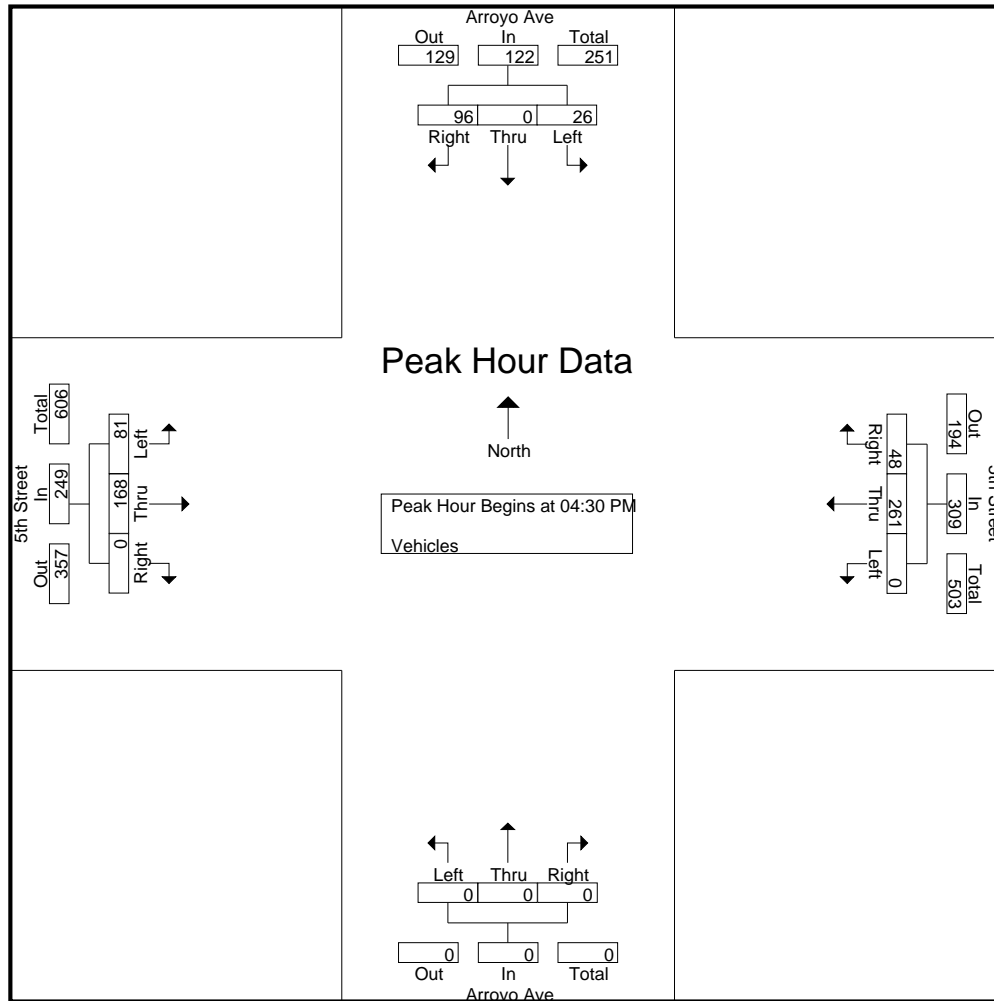 Arroyo Ave
Out In Total
129 122 251
96 0 26
Right Thru Left
Peak Hour Data
North
Peak Hour Begins at 04:30 PM
Vehicles
5th Street
Total In Out
606 249 357
81 168 0
Left Thru Right
Right Thru Left
48 261 0
Out In Total
194 309 503
5th Street
Left Thru Right
0 0 0
0 0 0
Out In Total
Arroyo Ave